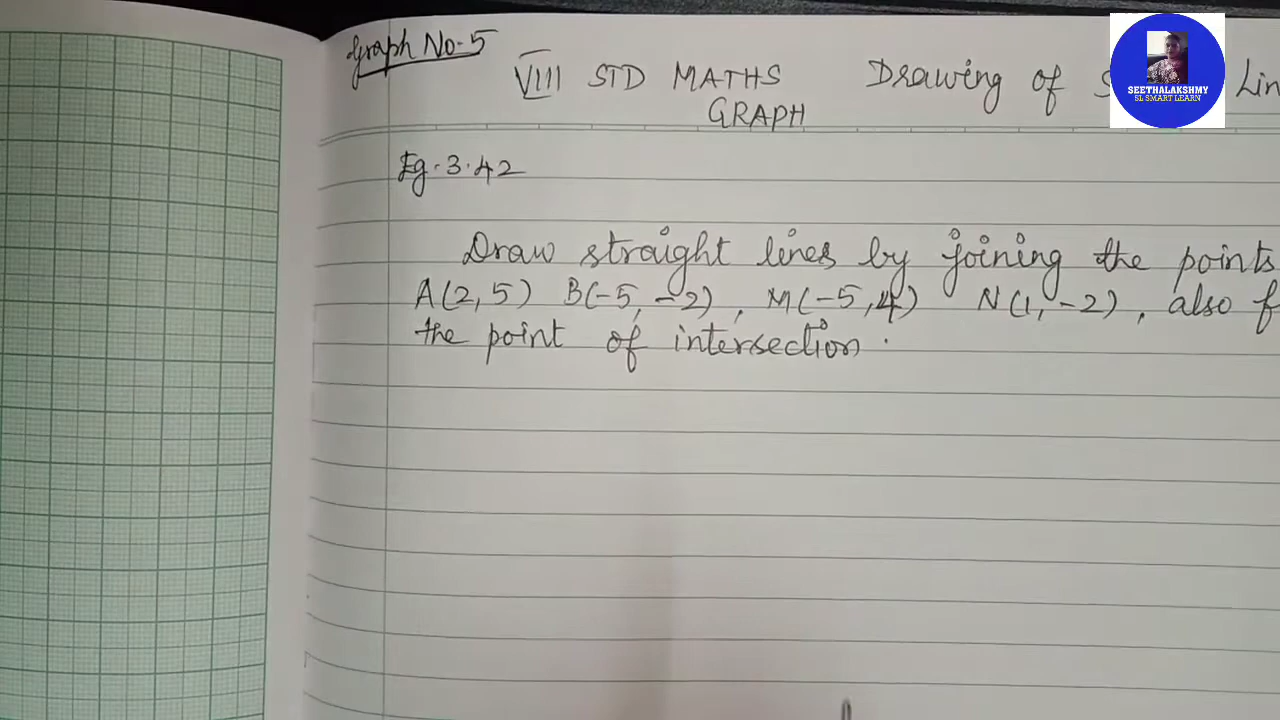 Graph No-5
VIII STD MATHS Drawing of
GRAPH
SEETHALAKSHMY
SL SMART LEARN
Eg.3.42
Draw straight lines by joining the points
A(2,5) B(-5,-2), M(-5,4) N(1,-2), also
the point of intersection.